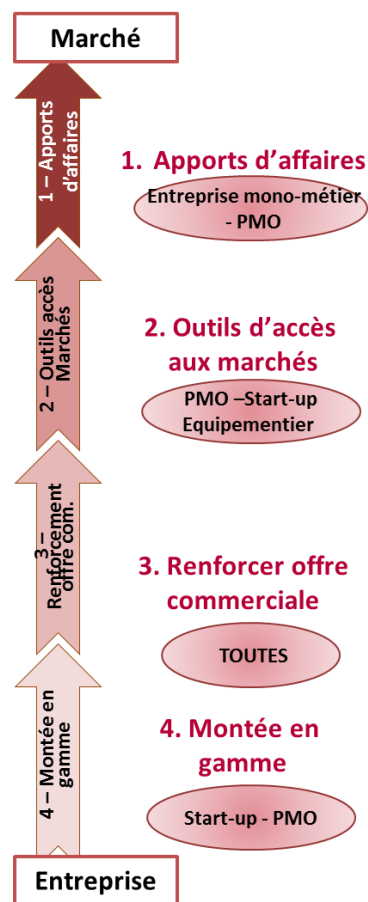 Marché
1 – Apports
d'affaires
1. Apports d'affaires
Entreprise mono-métier
- PMO
2 – Outils accès
Marchés
2. Outils d'accès
aux marchés
PMO –Start-up
Equipementier
3 –
Renforcement
offre com.
3. Renforcer offre
commerciale
TOUTES
4 – Montée en
gamme
4. Montée en
gamme
Start-up - PMO
Entreprise